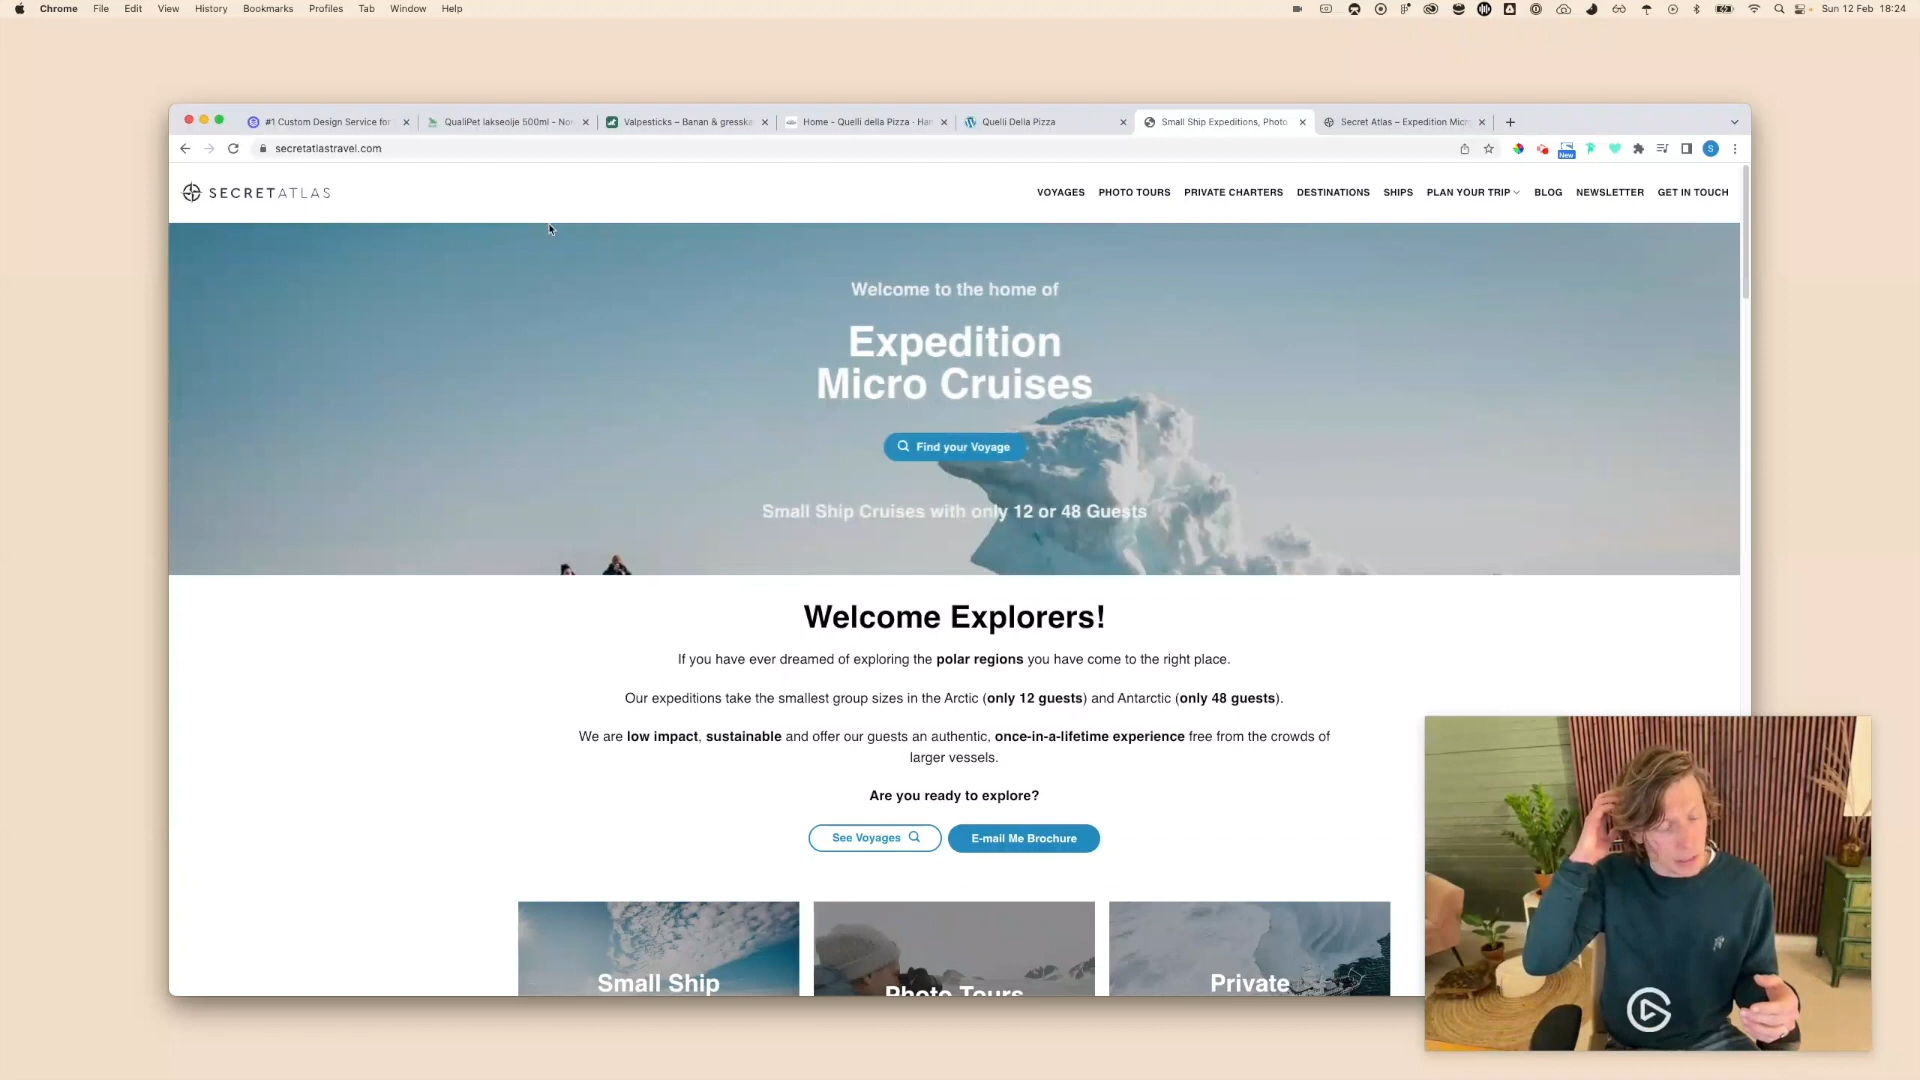 Chrome File Edit View History Bookmarks Profiles Tab Window Help
Sun 12 Feb 18:24
#1 Custom Design Service for
QualiPet lakseolje 500ml - Nor
Valpesticks – Banan & gresska
Home - Quelli della Pizza · Han
Quelli Della Pizza
Small Ship Expeditions, Photo
Secret Atlas – Expedition Micr
secretatlastravel.com
New
S
SECRETATLAS
VOYAGES PHOTO TOURS PRIVATE CHARTERS DESTINATIONS SHIPS PLAN YOUR TRIP BLOG NEWSLETTER GET IN TOUCH
Welcome to the home of
Expedition
Micro Cruises
Find your Voyage
Small Ship Cruises with only 12 or 48 Guests
Welcome Explorers!
If you have ever dreamed of exploring the polar regions you have come to the right place.
Our expeditions take the smallest group sizes in the Arctic (only 12 guests) and Antarctic (only 48 guests).
We are low impact, sustainable and offer our guests an authentic, once-in-a-lifetime experience free from the crowds of
larger vessels.
Are you ready to explore?
See Voyages
E-mail Me Brochure
Small Ship
Photo Tours
Private